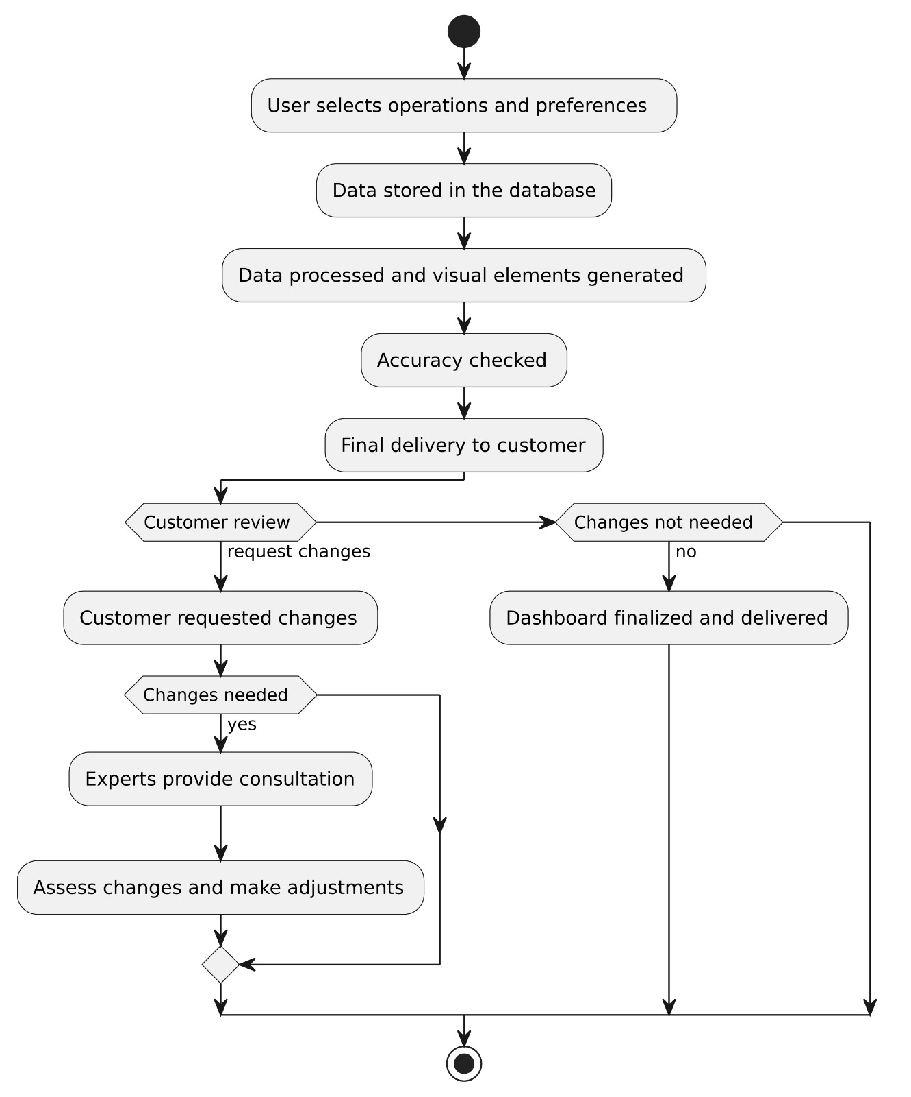 User selects operations and preferences
Data stored in the database
Data processed and visual elements generated
Accuracy checked
Final delivery to customer
Customer review
Changes not needed
request changes
no
Customer requested changes
Dashboard finalized and delivered
Changes needed
yes
Experts provide consultation
Assess changes and make adjustments